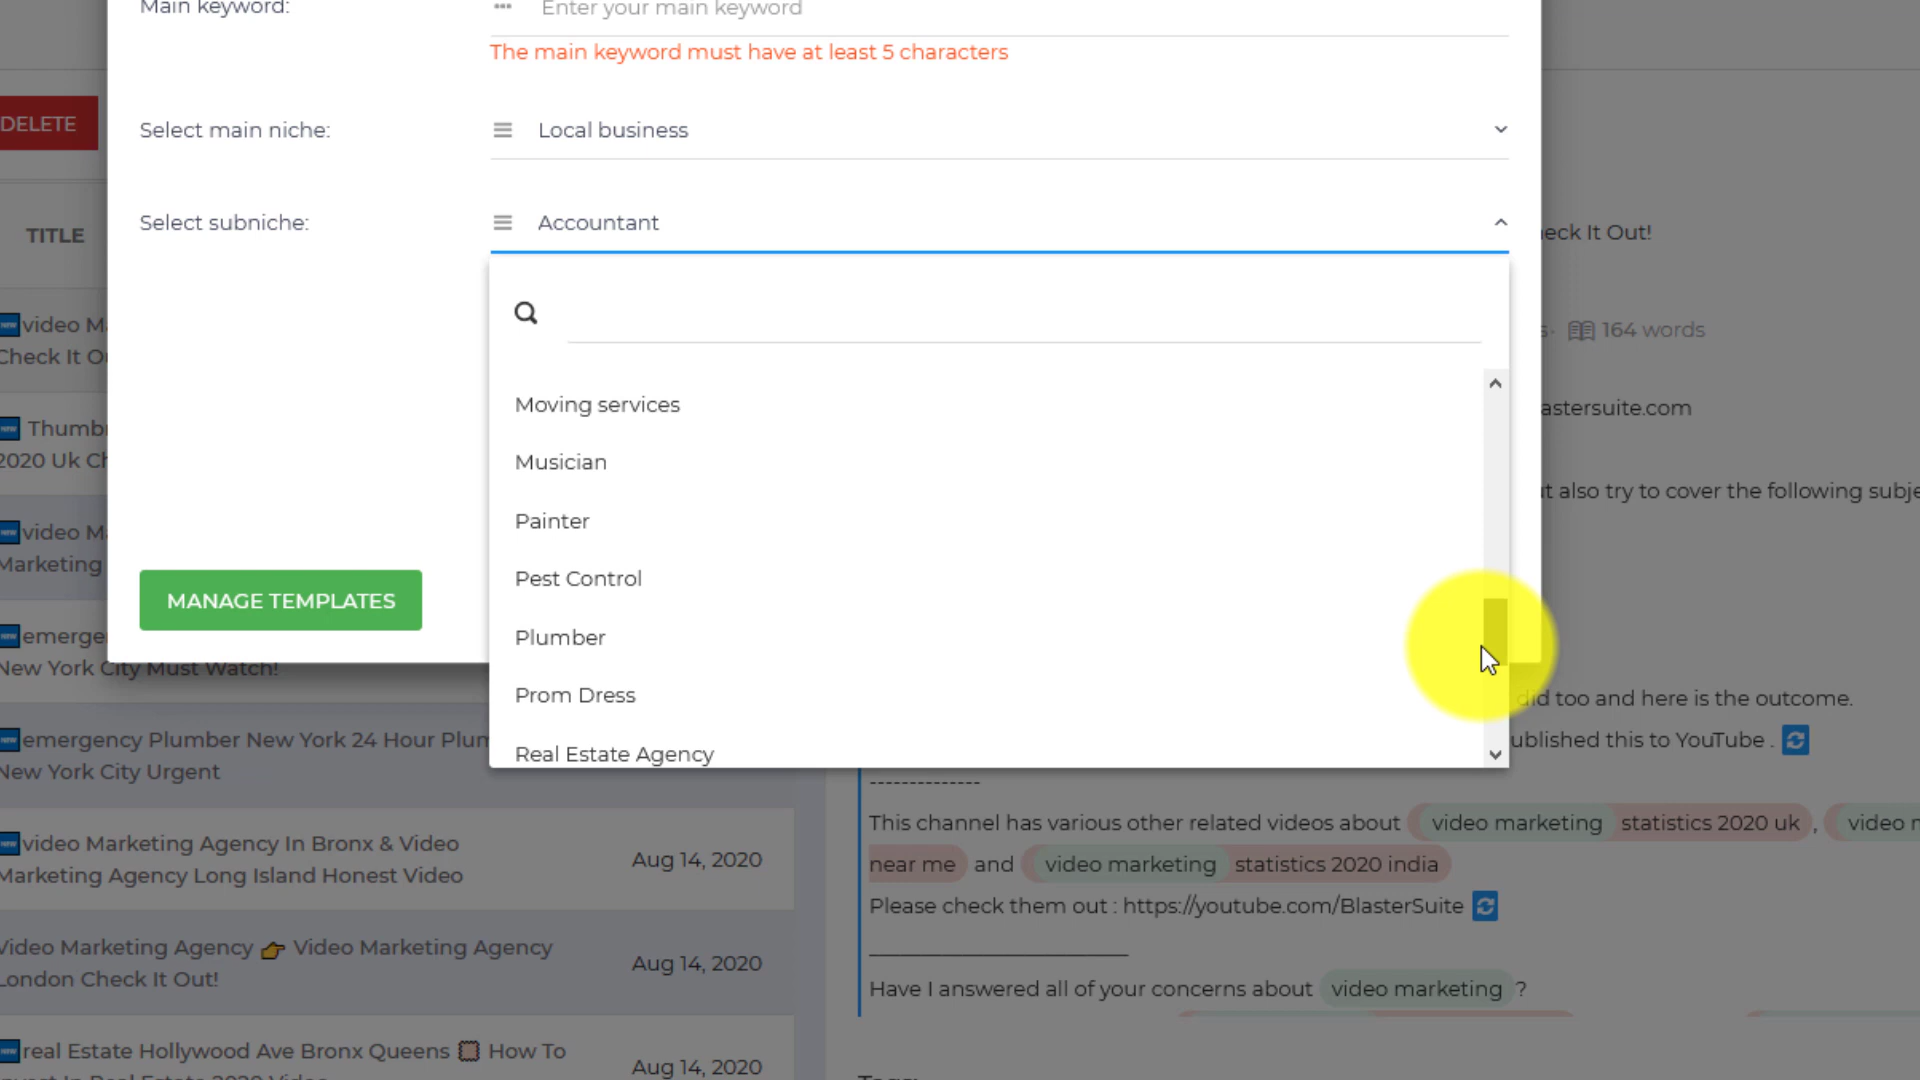 Main keyword:
Enter your main keyword
The main keyword must have at least 5 characters
DELETE
Select main niche:
Local business
Select subniche:
Accountant
TITLE
eck It Out!
164 words
Moving services
Musician
Painter
Pest Control
Plumber
Prom Dress
Real Estate Agency
MANAGE TEMPLATES
video M
Check It O
Thumb
2020 Uk Ch
video M
Marketing
emerge
New York City Must Watch!
emergency Plumber New York 24 Hour Plum
New York City Urgent
video Marketing Agency In Bronx & Video
Marketing Agency Long Island Honest Video
Aug 14, 2020
Video Marketing Agency 👉 Video Marketing Agency
London Check It Out!
Aug 14, 2020
real Estate Hollywood Ave Bronx Queens How To
Aug 14, 2020
astersuite.com
t also try to cover the following subje
did too and here is the outcome.
ublished this to YouTube .
--------------
This channel has various other related videos about video marketing statistics 2020 uk , video
near me and video marketing statistics 2020 india
Please check them out : https://youtube.com/BlasterSuite
Have I answered all of your concerns about video marketing ?